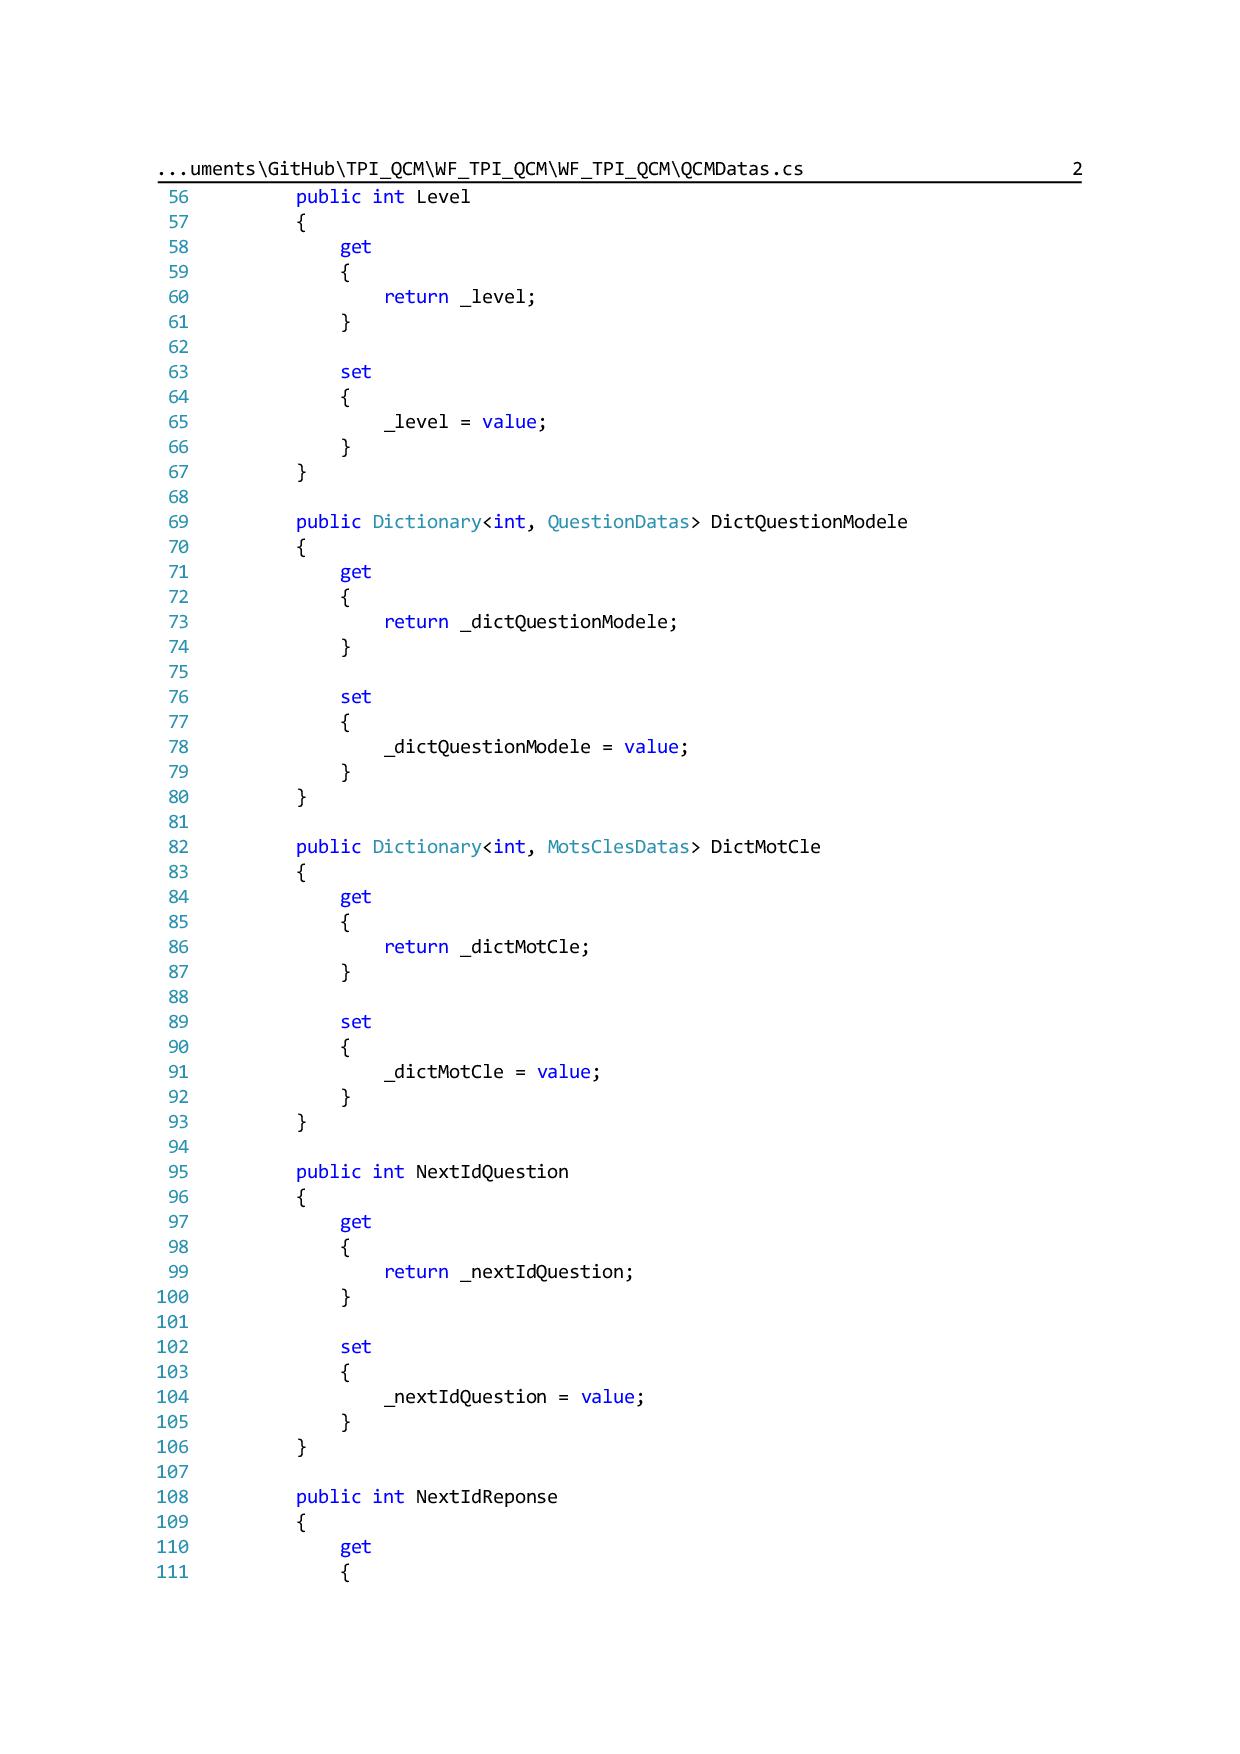 ...uments\GitHub\TPI_QCM\WF_TPI_QCM\WF_TPI_QCM\QCMDatas.cs 2
56 public int Level
57 {
58 get
59 {
60 return _level;
61 }
62
63 set
64 {
65 _level = value;
66 }
67 }
68
69 public Dictionary<int, QuestionDatas> DictQuestionModele
70 {
71 get
72 {
73 return _dictQuestionModele;
74 }
75
76 set
77 {
78 _dictQuestionModele = value;
79 }
80 }
81
82 public Dictionary<int, MotsClesDatas> DictMotCle
83 {
84 get
85 {
86 return _dictMotCle;
87 }
88
89 set
90 {
91 _dictMotCle = value;
92 }
93 }
94
95 public int NextIdQuestion
96 {
97 get
98 {
99 return _nextIdQuestion;
100 }
101
102 set
103 {
104 _nextIdQuestion = value;
105 }
106 }
107
108 public int NextIdReponse
109 {
110 get
111 {